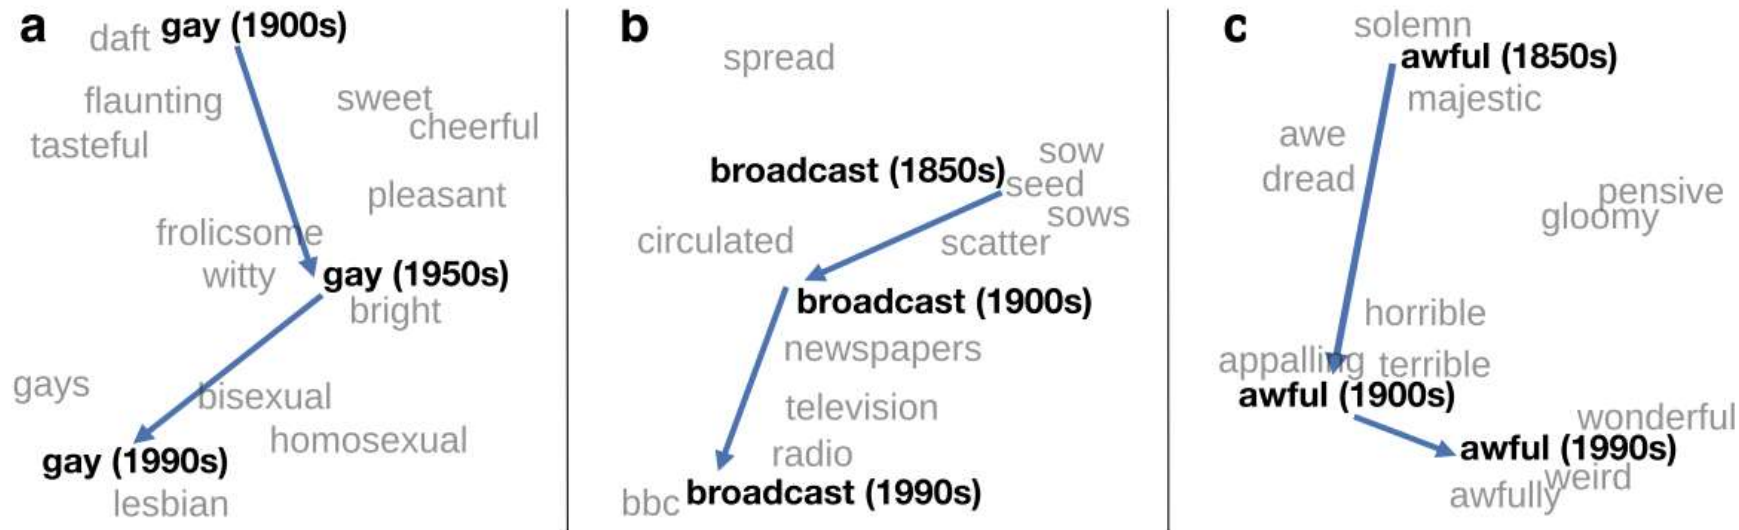 a
daft gay (1900s)
flaunting
sweet
cheerful
tasteful
pleasant
frolicsome
witty
gay (1950s)
bright
gays
bisexual
homosexual
gay (1990s)
lesbian
b
spread
broadcast (1850s)
sow
seed
sows
circulated
scatter
broadcast (1900s)
newspapers
television
radio
bbc broadcast (1990s)
c
solemn
awful (1850s)
majestic
awe
dread
pensive
gloomy
horrible
appalling terrible
awful (1900s)
wonderful
awful (1990s)
weird
awfully